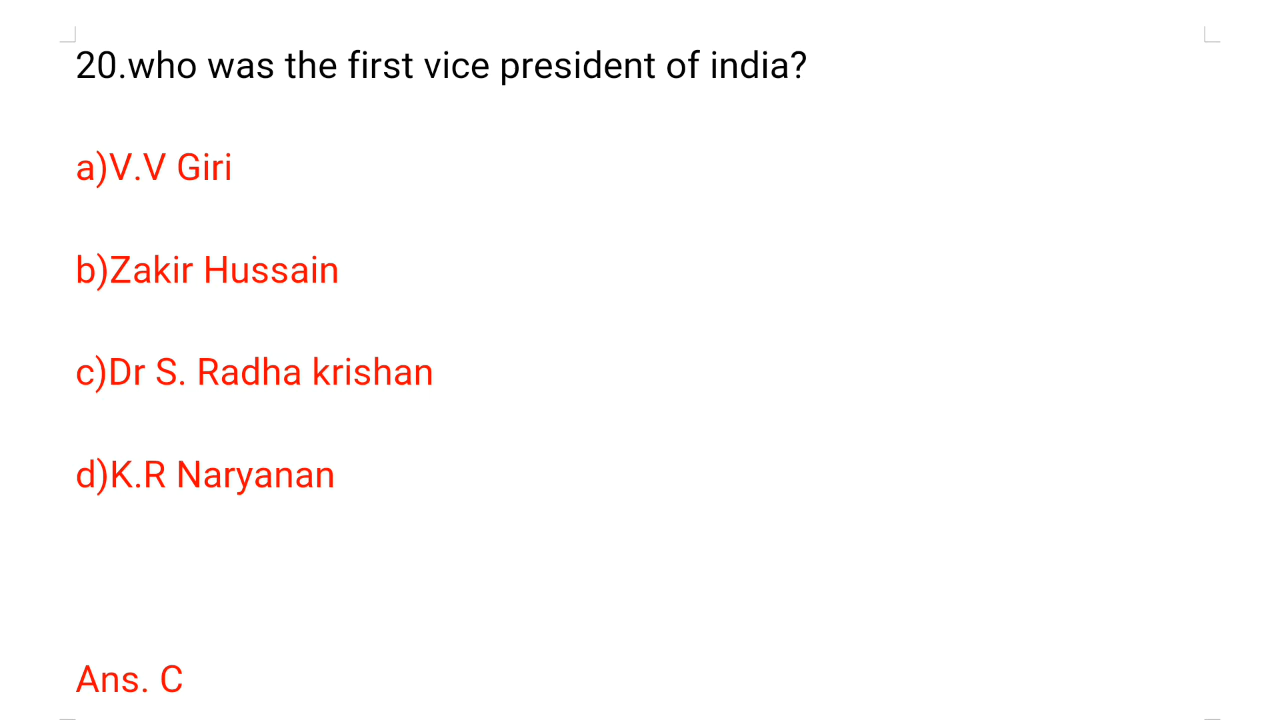 20.who was the first vice president of india?
a)V.V Giri
b)Zakir Hussain
c)Dr S. Radha krishan
d)K.R Naryanan
Ans. C